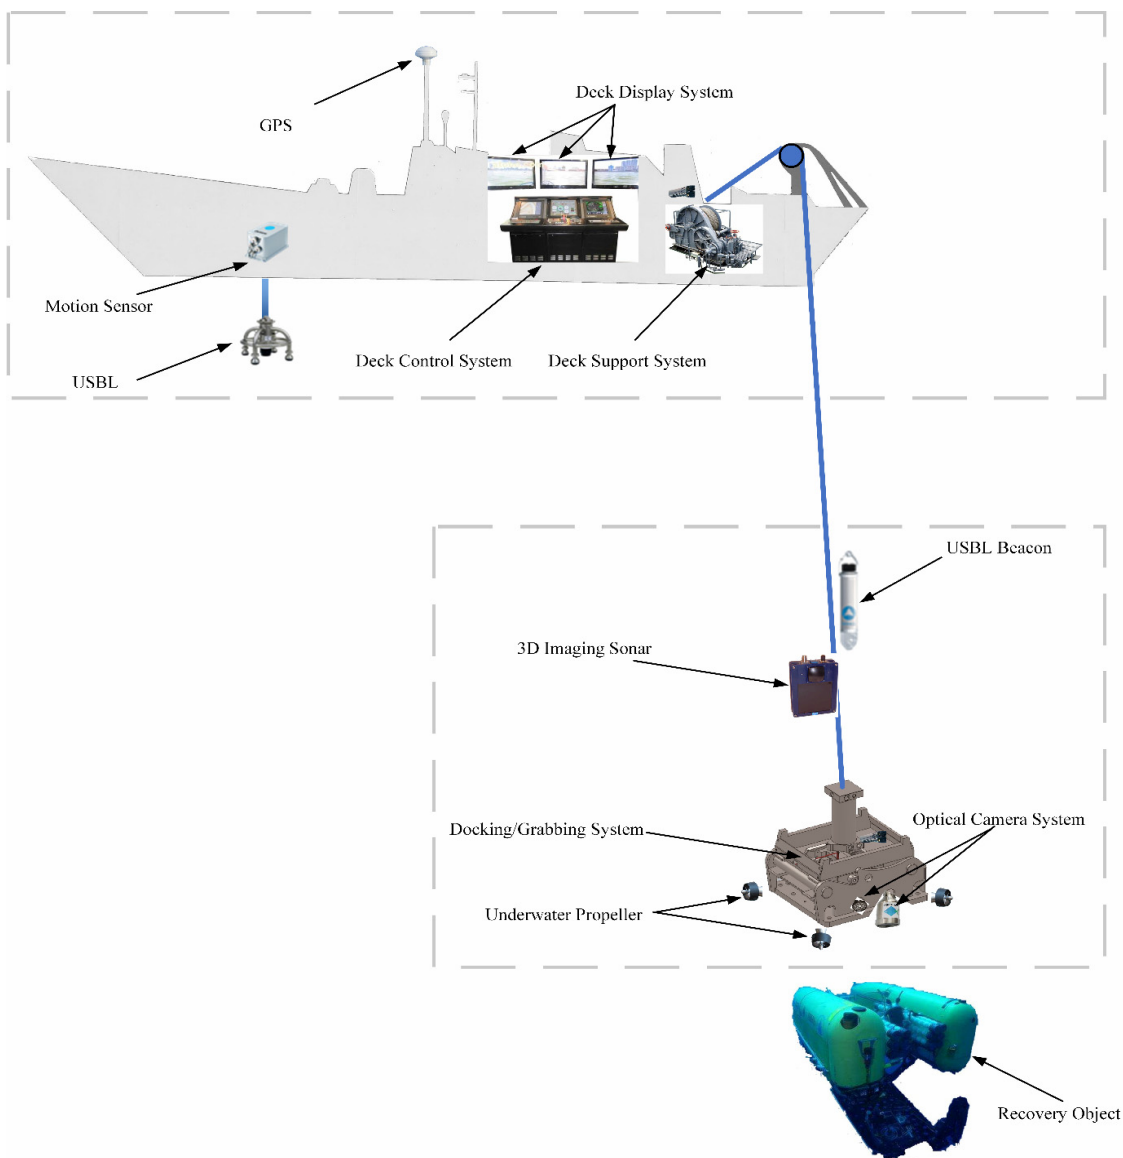 Deck Display System
GPS
Motion Sensor
Deck Control System
Deck Support System
USBL
USBL Beacon
3D Imaging Sonar
Optical Camera System
Docking/Grabbing System
Underwater Propeller
Recovery Object